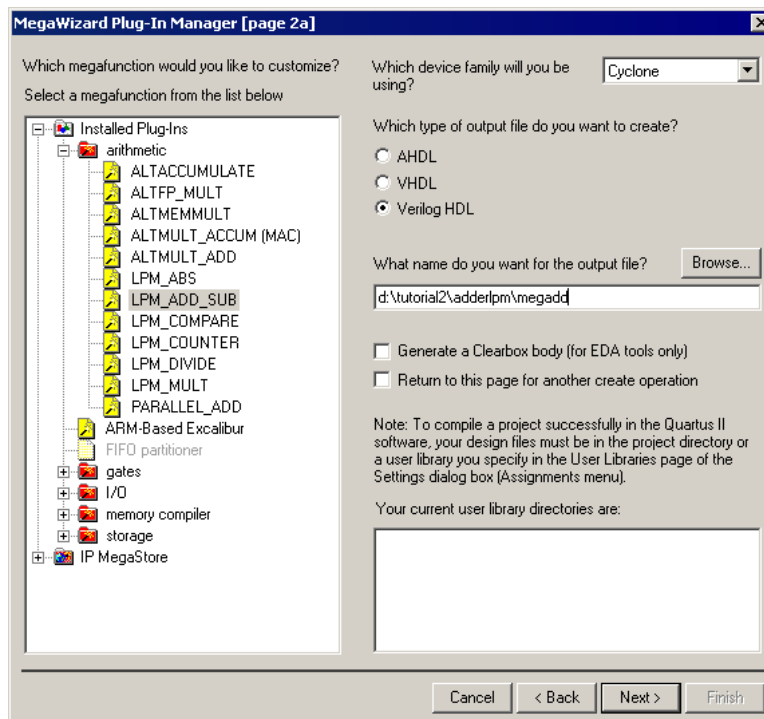 MegaWizard Plug-In Manager [page 2a]
Which megafunction would you like to customize?
Select a megafunction from the list below
Installed Plug-Ins
arithmetic
ALTACCUMULATE
ALTFP_MULT
ALTMEMMULT
ALTMULT_ACCUM (MAC)
ALTMULT_ADD
LPM_ABS
LPM_ADD_SUB
LPM_COMPARE
LPM_COUNTER
LPM_DIVIDE
LPM_MULT
PARALLEL_ADD
ARM-Based Excalibur
FIFO partitioner
gates
I/O
memory compiler
storage
IP MegaStore
Which device family will you be
using?
Cyclone
Which type of output file do you want to create?
AHDL
VHDL
Verilog HDL
What name do you want for the output file?
Browse...
d:\tutorial2\adderlpm\megadd
Generate a Clearbox body (for EDA tools only)
Return to this page for another create operation
Note: To compile a project successfully in the Quartus II
software, your design files must be in the project directory or
a user library you specify in the User Libraries page of the
Settings dialog box (Assignments menu).
Your current user library directories are:
Cancel
< Back
Next >
Finish